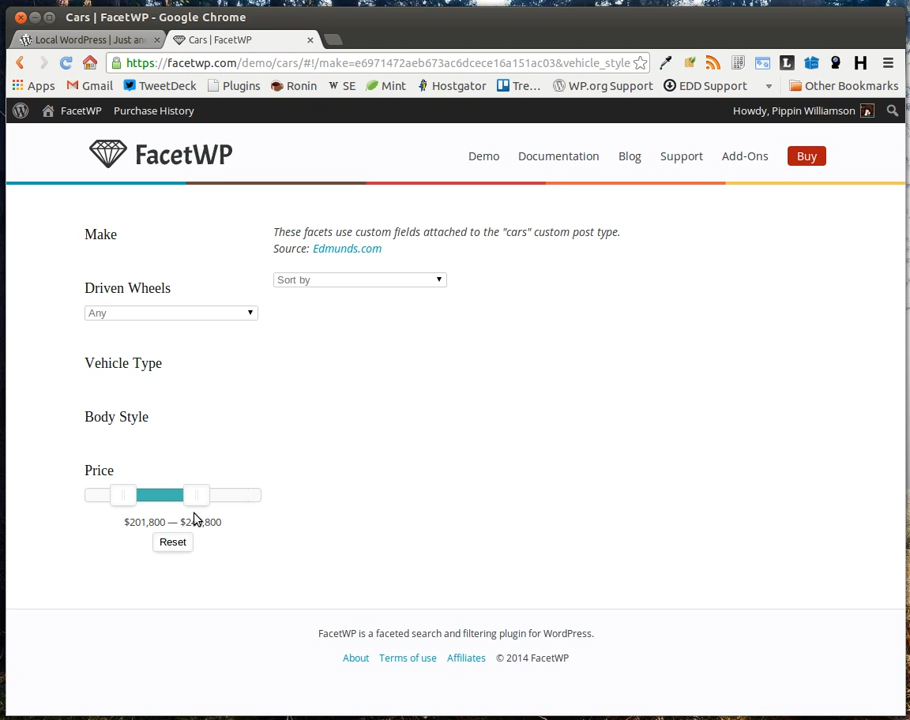 Cars | FacetWP - Google Chrome
Local WordPress | Just an
Cars | FacetWP
https://facetwp.com/demo/cars/#!/make=e6971472aeb673ac6dcece16a151ac03&vehicle_style
Apps Gmail TweetDeck Plugins Ronin SE Mint Hostgator Tre... WP.org Support EDD Support Other Bookmarks
FacetWP Purchase History Howdy, Pippin Williamson
FacetWP
Demo Documentation Blog Support Add-Ons Buy
Make
These facets use custom fields attached to the "cars" custom post type.
Source: Edmunds.com
Sort by
Driven Wheels
Any
Vehicle Type
Body Style
Price
$201,800 —
Reset
FacetWP is a faceted search and filtering plugin for WordPress.
About Terms of use Affiliates © 2014 FacetWP